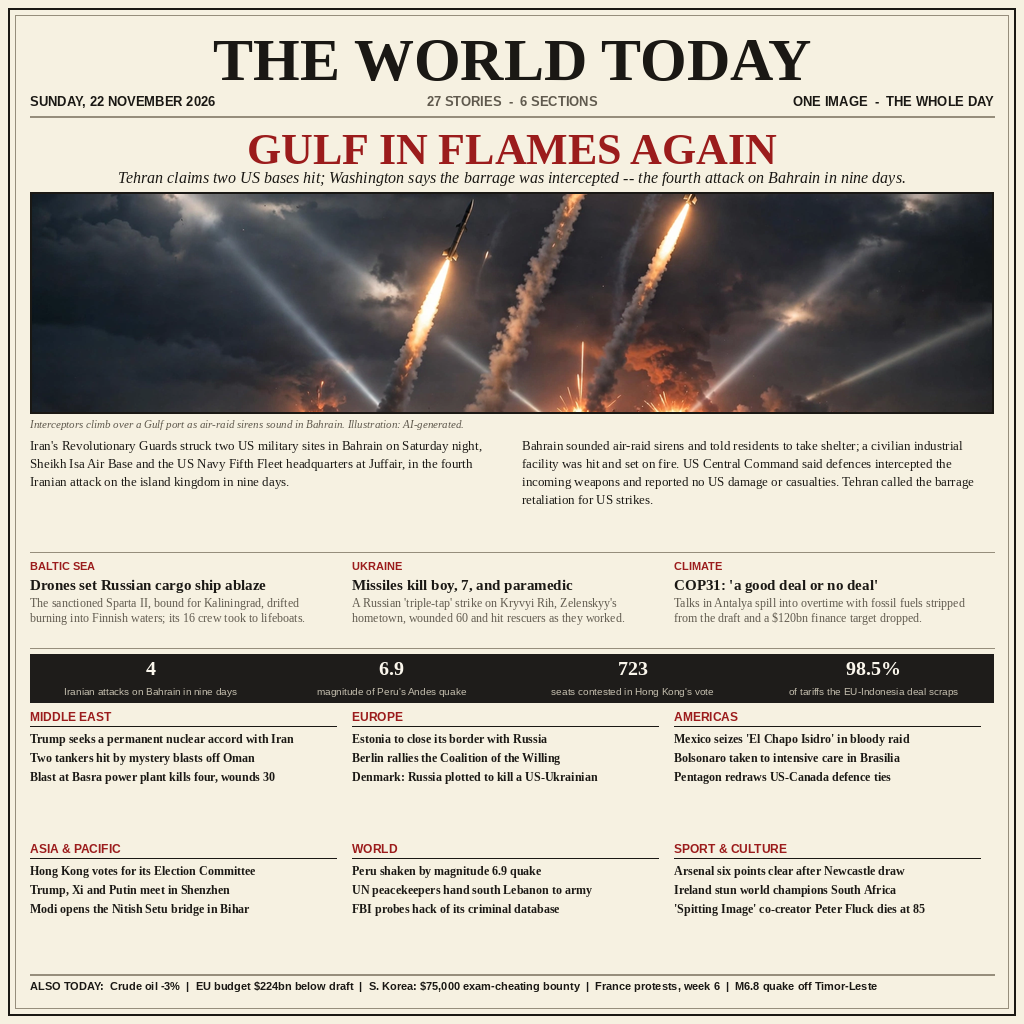 THE WORLD TODAY
SUNDAY, 22 NOVEMBER 2026
27 STORIES - 6 SECTIONS
ONE IMAGE - THE WHOLE DAY
GULF IN FLAMES AGAIN
Tehran claims two US bases hit; Washington says the barrage was intercepted -- the fourth attack on Bahrain in nine days.
Interceptors climb over a Gulf port as air-raid sirens sound in Bahrain. Illustration: AI-generated.
Iran's Revolutionary Guards struck two US military sites in Bahrain on Saturday night,
Sheikh Isa Air Base and the US Navy Fifth Fleet headquarters at Juffair, in the fourth
Iranian attack on the island kingdom in nine days.
Bahrain sounded air-raid sirens and told residents to take shelter; a civilian industrial
facility was hit and set on fire. US Central Command said defences intercepted the
incoming weapons and reported no US damage or casualties. Tehran called the barrage
retaliation for US strikes.
BALTIC SEA
Drones set Russian cargo ship ablaze
The sanctioned Sparta II, bound for Kaliningrad, drifted
burning into Finnish waters; its 16 crew took to lifeboats.
UKRAINE
Missiles kill boy, 7, and paramedic
A Russian 'triple-tap' strike on Kryvyi Rih, Zelenskyy's
hometown, wounded 60 and hit rescuers as they worked.
CLIMATE
COP31: 'a good deal or no deal'
Talks in Antalya spill into overtime with fossil fuels stripped
from the draft and a $120bn finance target dropped.
4
Iranian attacks on Bahrain in nine days
6.9
magnitude of Peru's Andes quake
723
seats contested in Hong Kong's vote
98.5%
of tariffs the EU-Indonesia deal scraps
MIDDLE EAST
Trump seeks a permanent nuclear accord with Iran
Two tankers hit by mystery blasts off Oman
Blast at Basra power plant kills four, wounds 30
EUROPE
Estonia to close its border with Russia
Berlin rallies the Coalition of the Willing
Denmark: Russia plotted to kill a US-Ukrainian
AMERICAS
Mexico seizes 'El Chapo Isidro' in bloody raid
Bolsonaro taken to intensive care in Brasilia
Pentagon redraws US-Canada defence ties
ASIA & PACIFIC
Hong Kong votes for its Election Committee
Trump, Xi and Putin meet in Shenzhen
Modi opens the Nitish Setu bridge in Bihar
WORLD
Peru shaken by magnitude 6.9 quake
UN peacekeepers hand south Lebanon to army
FBI probes hack of its criminal database
SPORT & CULTURE
Arsenal six points clear after Newcastle draw
Ireland stun world champions South Africa
'Spitting Image' co-creator Peter Fluck dies at 85
ALSO TODAY: Crude oil -3% | EU budget $224bn below draft | S. Korea: $75,000 exam-cheating bounty | France protests, week 6 | M6.8 quake off Timor-Leste